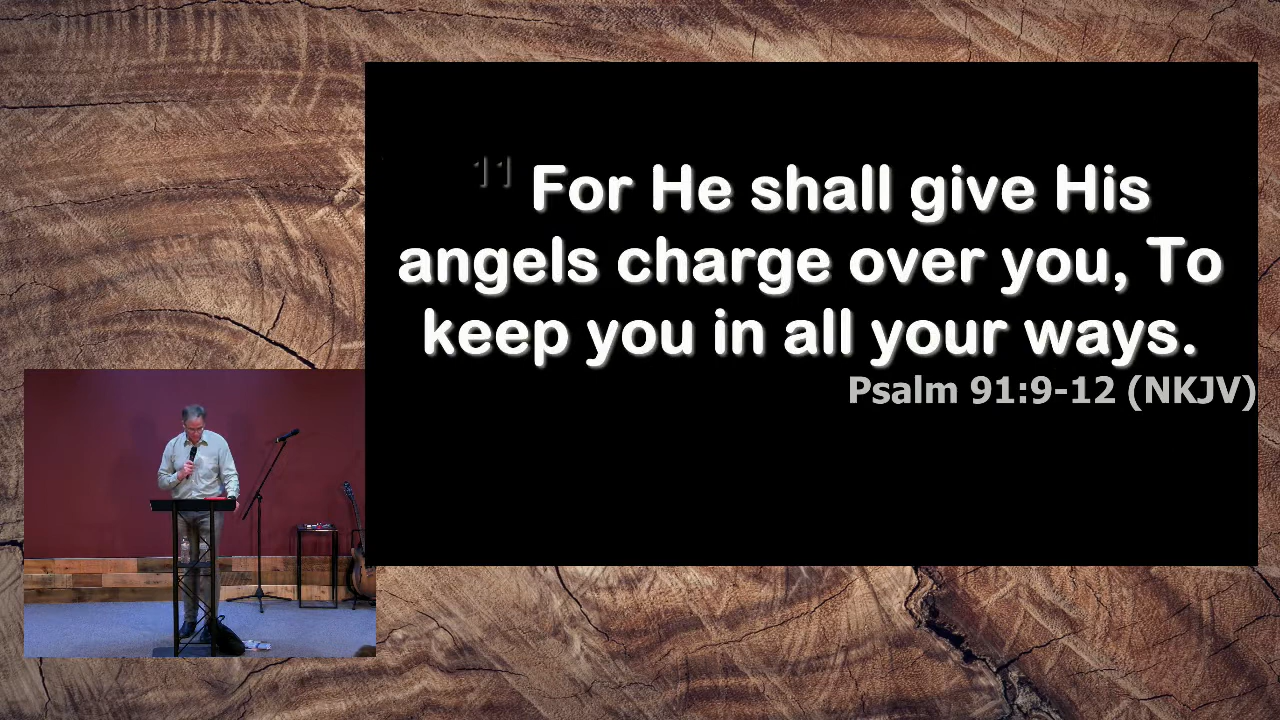 11 For He shall give His
angels charge over you, To
keep you in all your ways.
Psalm 91:9-12 (NKJV)